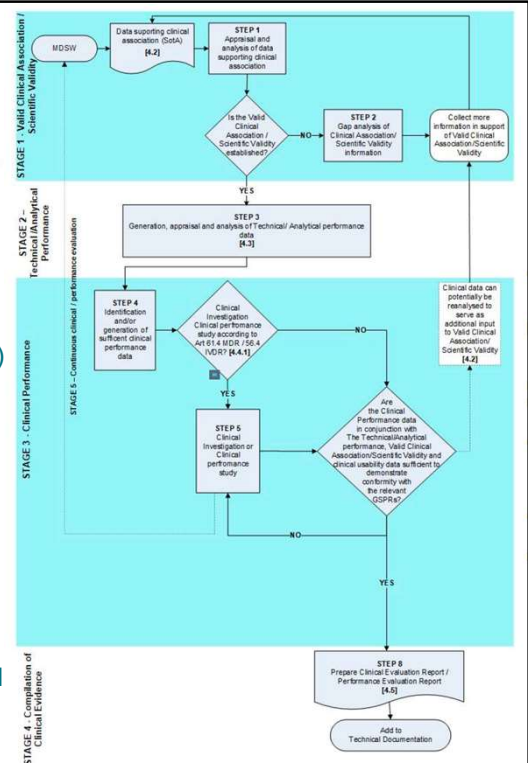 STAGE 1 - Valid Clinical Association /
Scientific Validity
MDSW
Data suporting clinical
association (SotA)
[4.2]
STEP 1
Appraisal and
analysis of data
supporting clinical
association
Is the Valid
Clinical
Association /
Scientific Validity
established?
NO
STEP 2
Gap analysis of
Clinical Association/
Scientific Validity
information
Collect more
information in support
of Valid Clinical
Association/Scientific
Validity
YES
STAGE 2 –
Technical/Analytical
Performance
STEP 3
Generation, appraisal and analysis of Technical/ Analytical performance
data
[4.3]
STAGE 5 – Continuous clinical / performance evaluation
STAGE 3 - Clinical Performance
STEP 4
Identification
and/or
generation of
sufficent clinical
performance
data
Clinical
Investigation
Clinical performance
study according to
Art 61.4 MDR / 56.4
IVDR? [4.4.1]
NO
Clinical data can
potentially be
reanalysed to
serve as
additional input
to Valid Clinical
Association/
Scientific Validity
[4.2]
YES
STEP 5
Clinical
Investigation or
Clinical
perfromance
study
Are
the Clinical
Performance data
in conjunction with
The Technical/Analytical
performance, Valid Clinical
Association/Scientific Validity and
clinical usability data sufficient to
demonstrate
conformity with
the relevant
GSPRs?
NO
YES
STAGE 4 - Compilation of
Clinical Evidence
STEP 8
Prepare Clinical Evaluation Report /
Performance Evaluation Report
[4.5]
Add to
Technical Documentation